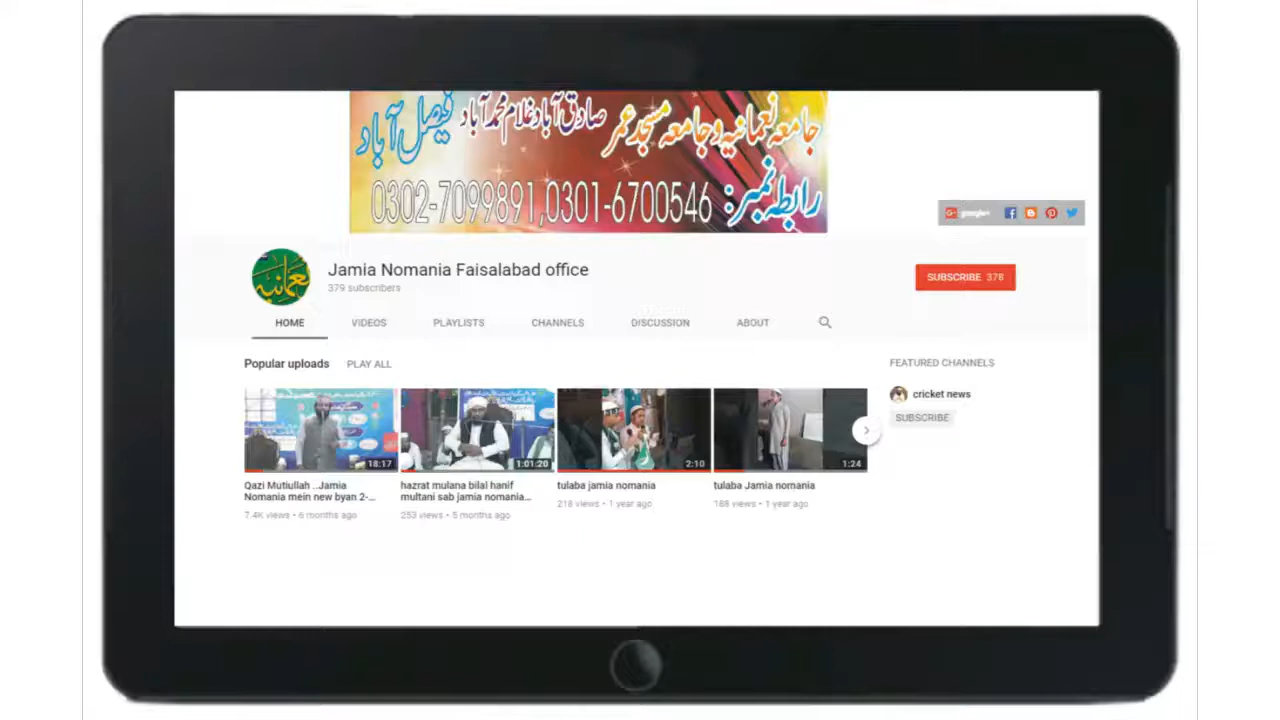 جامعہ نعمانیہ و جامعہ مسجد عمر صادق آباد غلام محمد آباد فیصل آباد
رابطہ نمبر: 0302-7099891,0301-6700546
google+
نعمانیہ
Jamia Nomania Faisalabad office
379 subscribers
SUBSCRIBE 378
HOME VIDEOS PLAYLISTS CHANNELS DISCUSSION ABOUT
Popular uploads PLAY ALL
FEATURED CHANNELS
cricket news
SUBSCRIBE
18:17 1:01:20 2:10 1:24
Qazi Mutiullah ..Jamia
Nomania mein new byan 2-...
7.4K views • 6 months ago
hazrat mulana bilal hanif
multani sab jamia nomania...
253 views • 5 months ago
tulaba jamia nomania
218 views • 1 year ago
tulaba Jamia nomania
188 views • 1 year ago